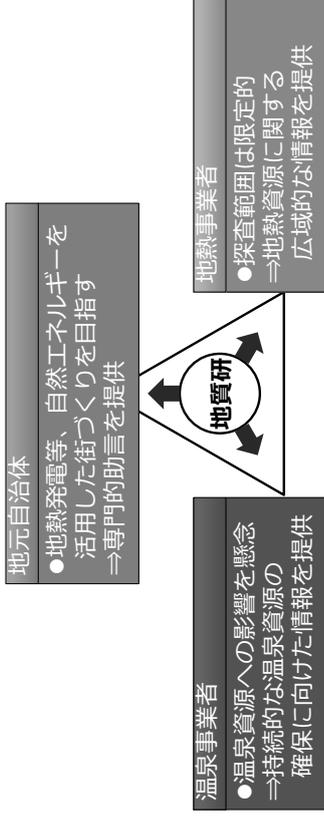 地元自治体
●地熱発電等、自然エネルギーを
活用した街づくりを目指す
⇒専門的助言を提供
地質研
温泉事業者
●温泉資源への影響を懸念
⇒持続的な温泉資源の
確保に向けた情報を提供
地熱事業者
●探査範囲は限定的
⇒地熱資源に関する
広域的な情報を提供